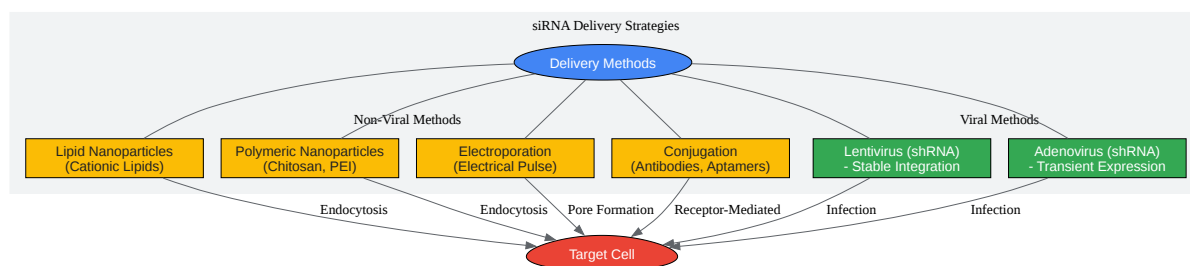 siRNA Delivery Strategies
Delivery Methods
Non-Viral Methods
Viral Methods
Lipid Nanoparticles
(Cationic Lipids)
Polymeric Nanoparticles
(Chitosan, PEI)
Electroporation
(Electrical Pulse)
Conjugation
(Antibodies, Aptamers)
Lentivirus (shRNA)
- Stable Integration
Adenovirus (shRNA)
- Transient Expression
Endocytosis
Endocytosis
Pore Formation
Receptor-Mediated
Infection
Infection
Target Cell